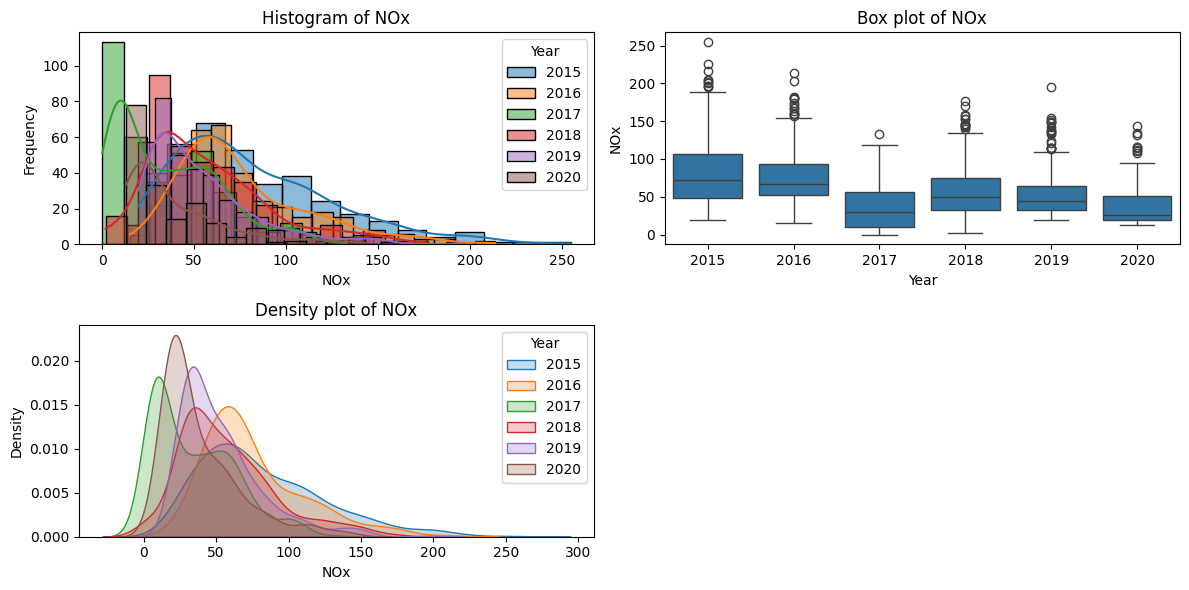 Histogram of NOx
Frequency
100
80
60
40
20
0
0 50 100 150 200 250
NOx
Year
2015
2016
2017
2018
2019
2020
Box plot of NOx
NOx
250
200
150
100
50
0
2015 2016 2017 2018 2019 2020
Year
Density plot of NOx
Density
0.020
0.015
0.010
0.005
0.000
0 50 100 150 200 250 300
NOx
Year
2015
2016
2017
2018
2019
2020